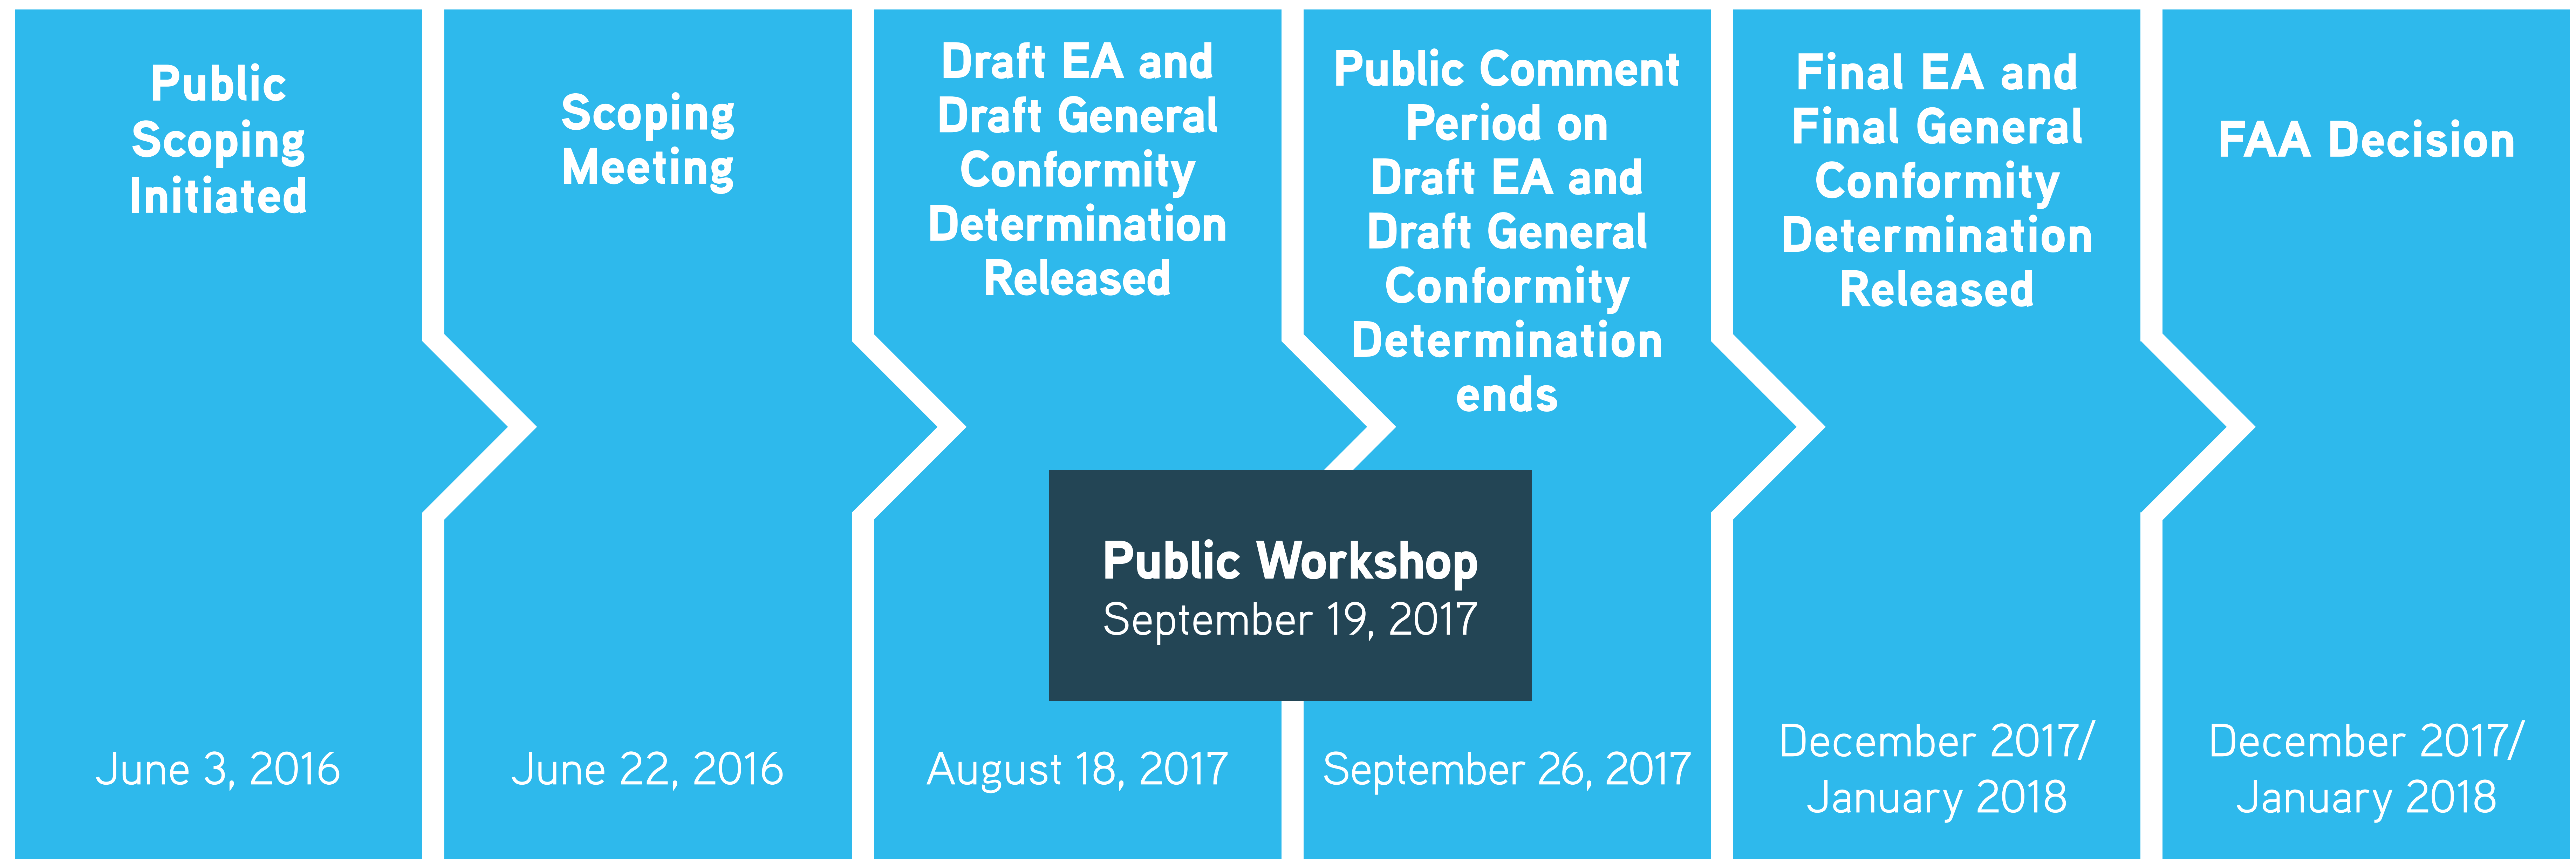 Public
Scoping
Initiated
June 3, 2016
Scoping
Meeting
June 22, 2016
Draft EA and
Draft General
Conformity
Determination
Released
August 18, 2017
Public Workshop
September 19, 2017
Public Comment
Period on
Draft EA and
Draft General
Conformity
Determination
ends
September 26, 2017
Final EA and
Final General
Conformity
Determination
Released
December 2017/
January 2018
FAA Decision
December 2017/
January 2018